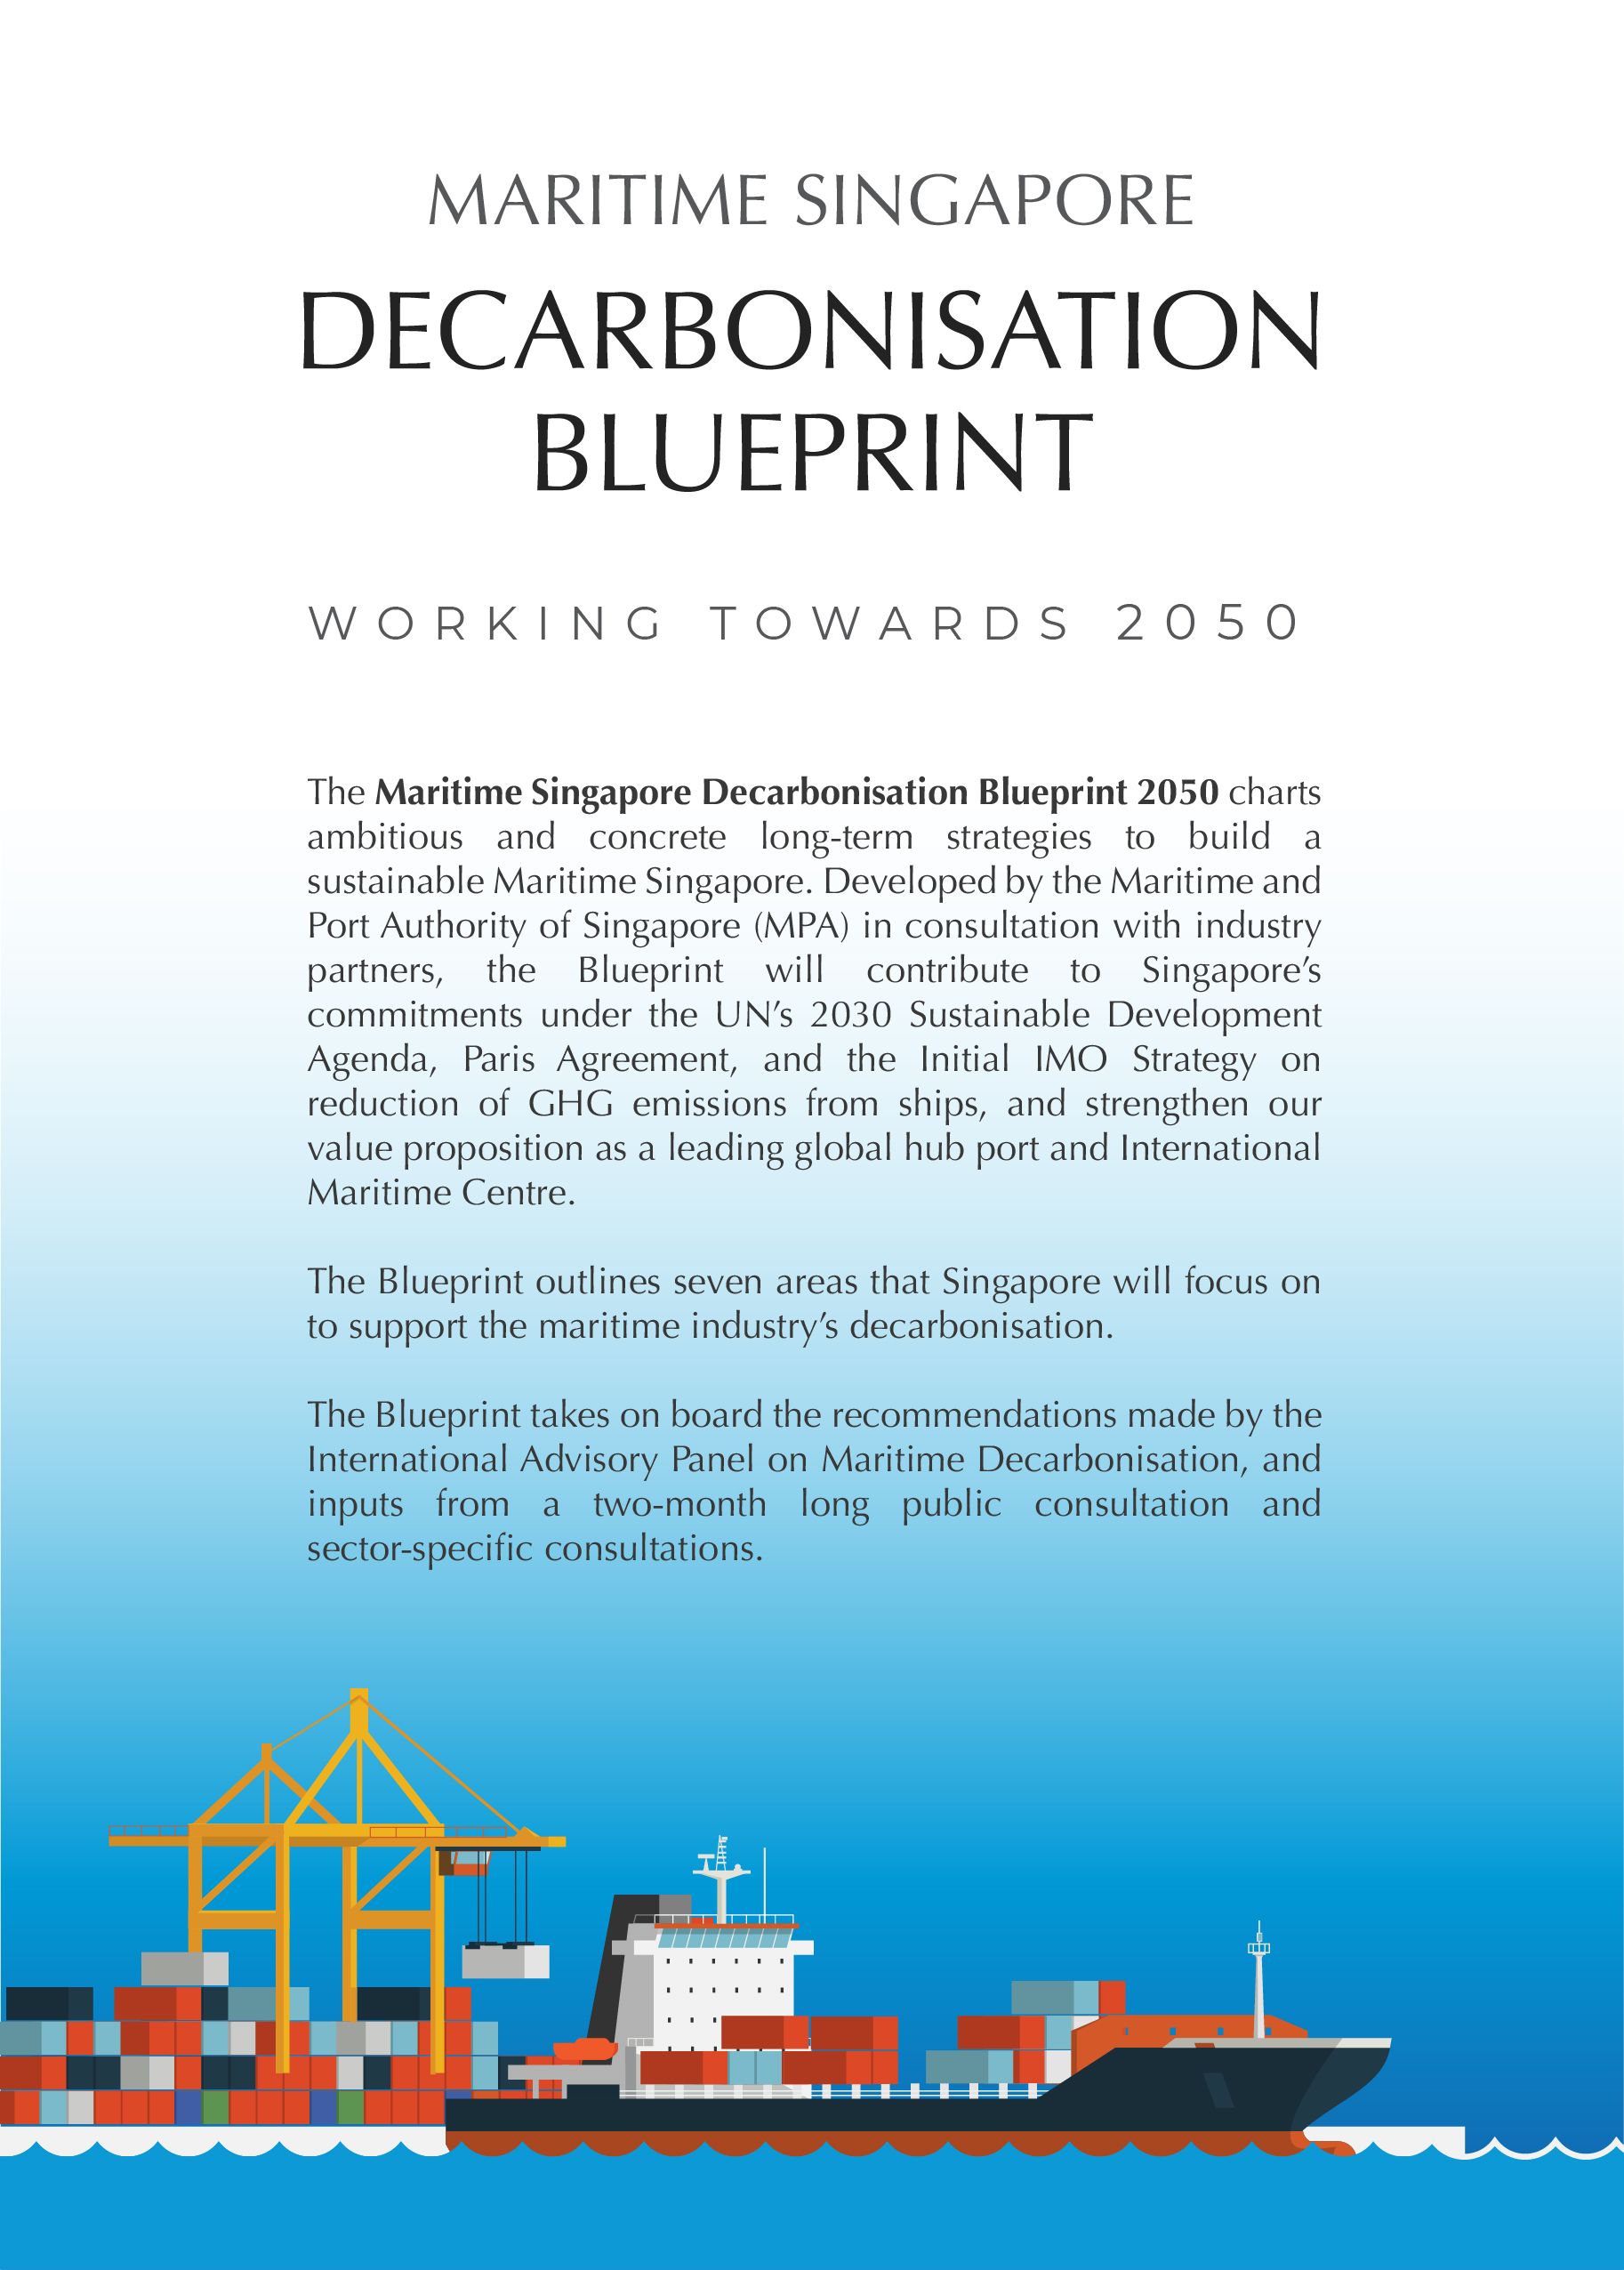 MARITIME SINGAPORE
DECARBONISATION
BLUEPRINT
WORKING TOWARDS 2050
The Maritime Singapore Decarbonisation Blueprint 2050 charts
ambitious and concrete long-term strategies to build a
sustainable Maritime Singapore. Developed by the Maritime and
Port Authority of Singapore (MPA) in consultation with industry
partners, the Blueprint will contribute to Singapore’s
commitments under the UN’s 2030 Sustainable Development
Agenda, Paris Agreement, and the Initial IMO Strategy on
reduction of GHG emissions from ships, and strengthen our
value proposition as a leading global hub port and International
Maritime Centre.
The Blueprint outlines seven areas that Singapore will focus on
to support the maritime industry’s decarbonisation.
The Blueprint takes on board the recommendations made by the
International Advisory Panel on Maritime Decarbonisation, and
inputs from a two-month long public consultation and
sector-specific consultations.